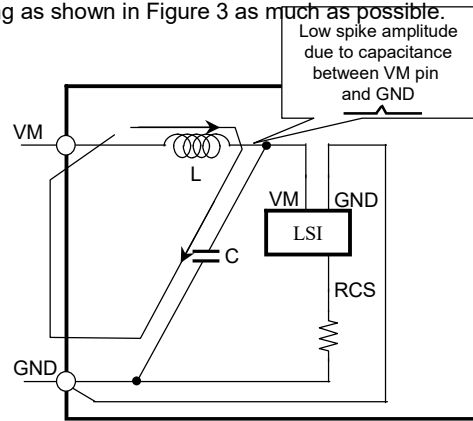 g as shown in Figure 3 as much as possible.
Low spike amplitude
due to capacitance
between VM pin
and GND
VM
L
VM
GND
LSI
C
RCS
GND